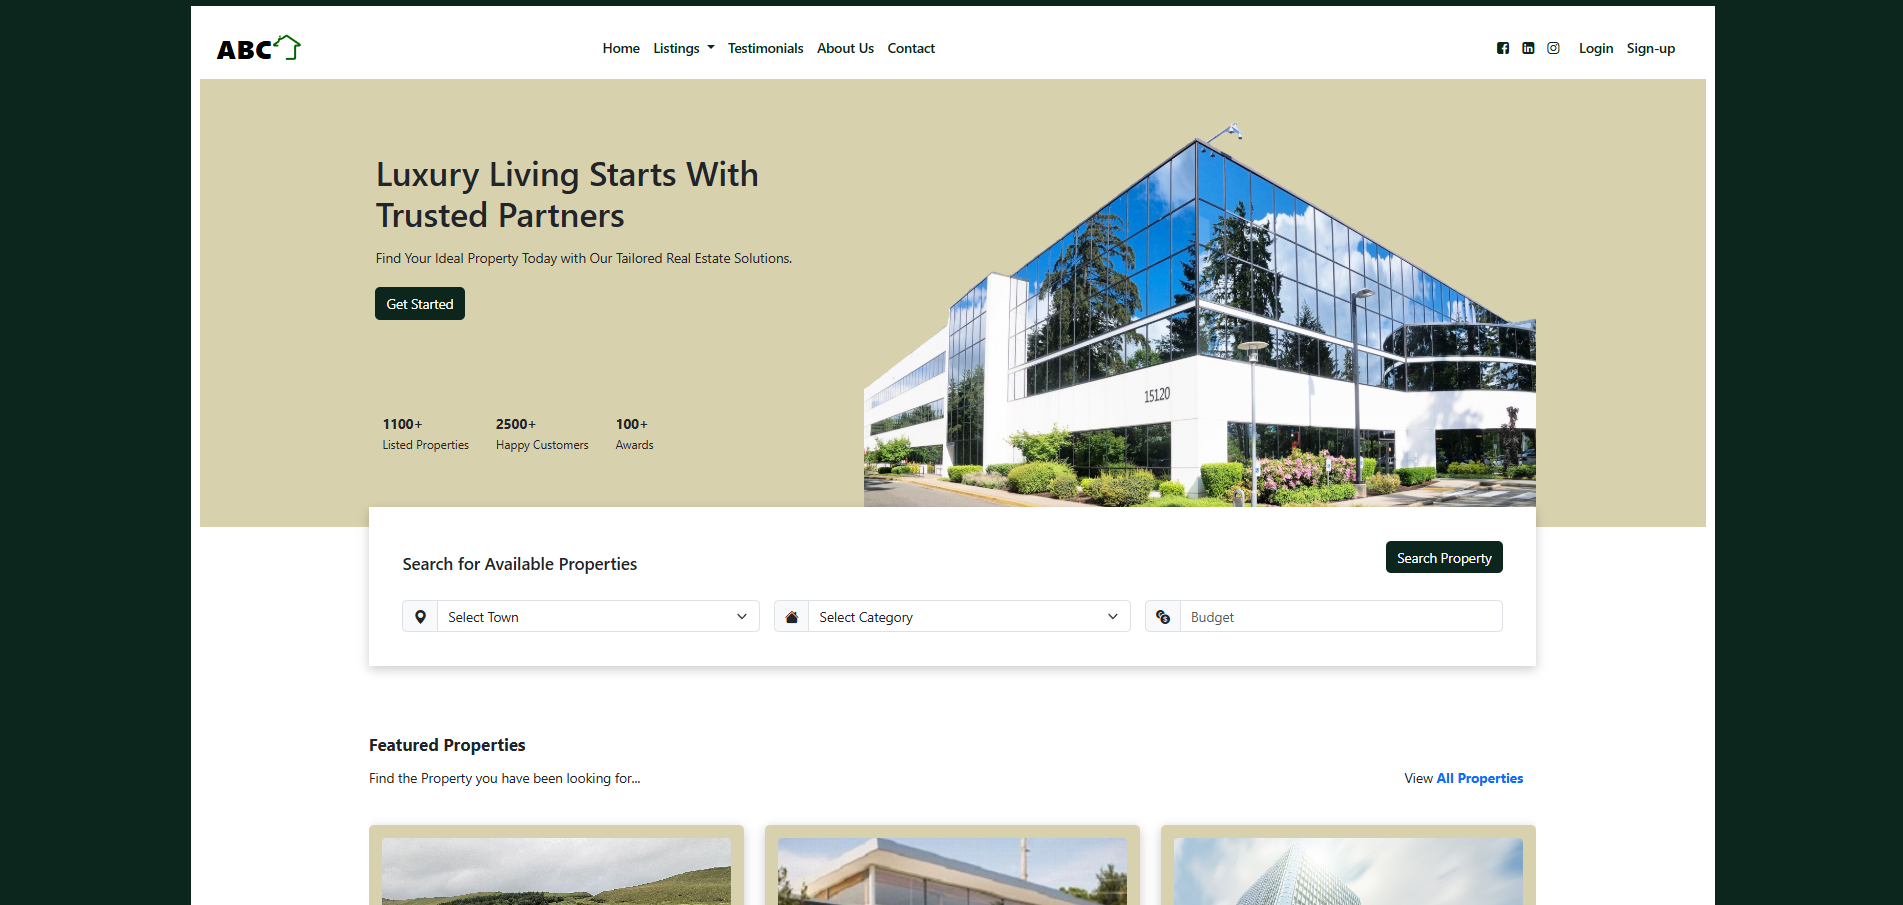 ABC
Home Listings Testimonials About Us Contact
Login Sign-up
Luxury Living Starts With
Trusted Partners
Find Your Ideal Property Today with Our Tailored Real Estate Solutions.
Get Started
15120
1100+ 2500+ 100+
Listed Properties Happy Customers Awards
Search for Available Properties
Search Property
Select Town Select Category Budget
Featured Properties
Find the Property you have been looking for...
View All Properties